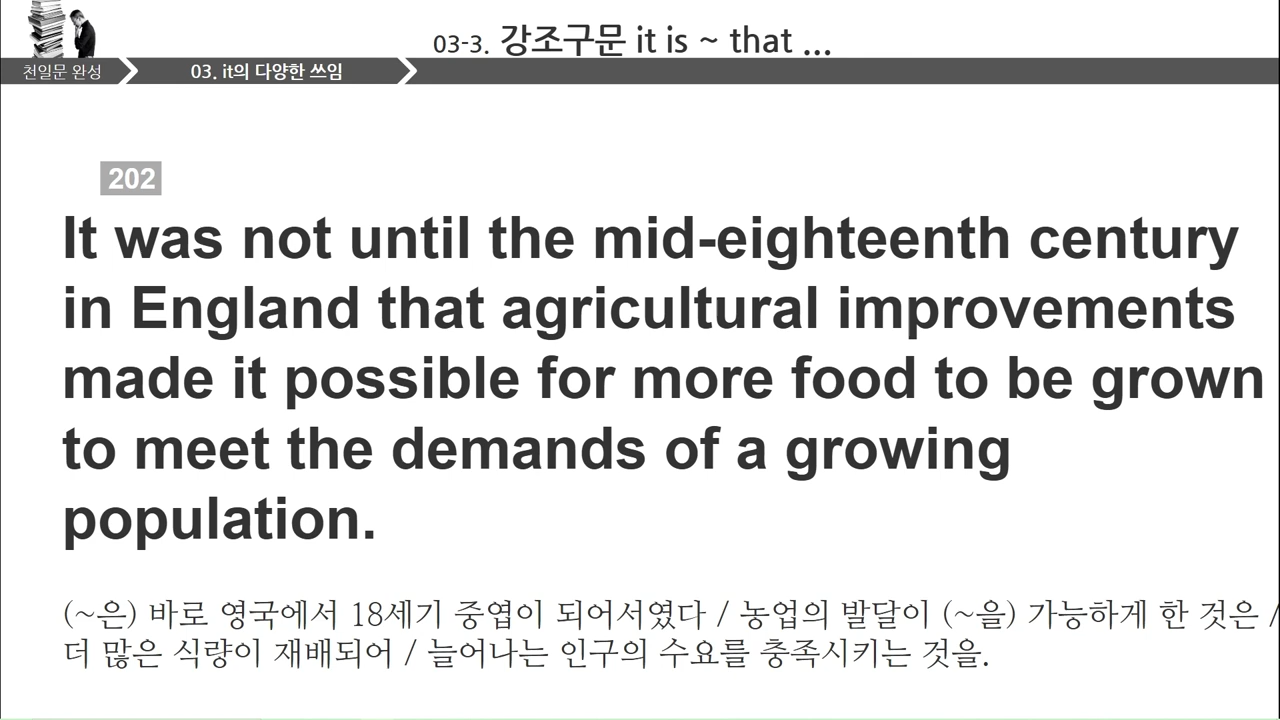 03-3. 강조구문 it is ~ that ...
천일문 완성
03. it의 다양한 쓰임
202
It was not until the mid-eighteenth century
in England that agricultural improvements
made it possible for more food to be grown
to meet the demands of a growing
population.
(~은) 바로 영국에서 18세기 중엽이 되어서였다 / 농업의 발달이 (~을) 가능하게 한 것은 /
더 많은 식량이 재배되어 / 늘어나는 인구의 수요를 충족시키는 것을.